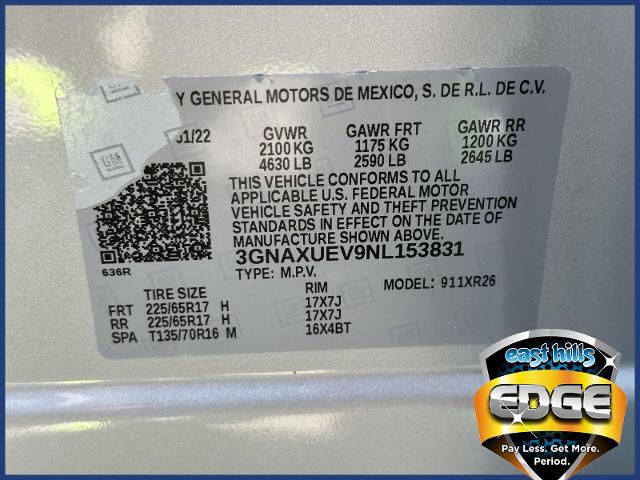 Y GENERAL MOTORS DE MEXICO, S. DE R.L. DE C.V.
01/22 GVWR GAWR FRT GAWR RR
2100 KG 1175 KG 1200 KG
4630 LB 2590 LB 2645 LB
THIS VEHICLE CONFORMS TO ALL
APPLICABLE U.S. FEDERAL MOTOR
VEHICLE SAFETY AND THEFT PREVENTION
STANDARDS IN EFFECT ON THE DATE OF
MANUFACTURE SHOWN ABOVE.
636R
3GNAXUEV9NL153831
TYPE: M.P.V. MODEL: 911XR26
TIRE SIZE RIM
FRT 225/65R17 H 17X7J
RR 225/65R17 H 17X7J
SPA T135/70R16 M 16X4BT
GM
east hills
EDGE
Pay Less. Get More.
Period.